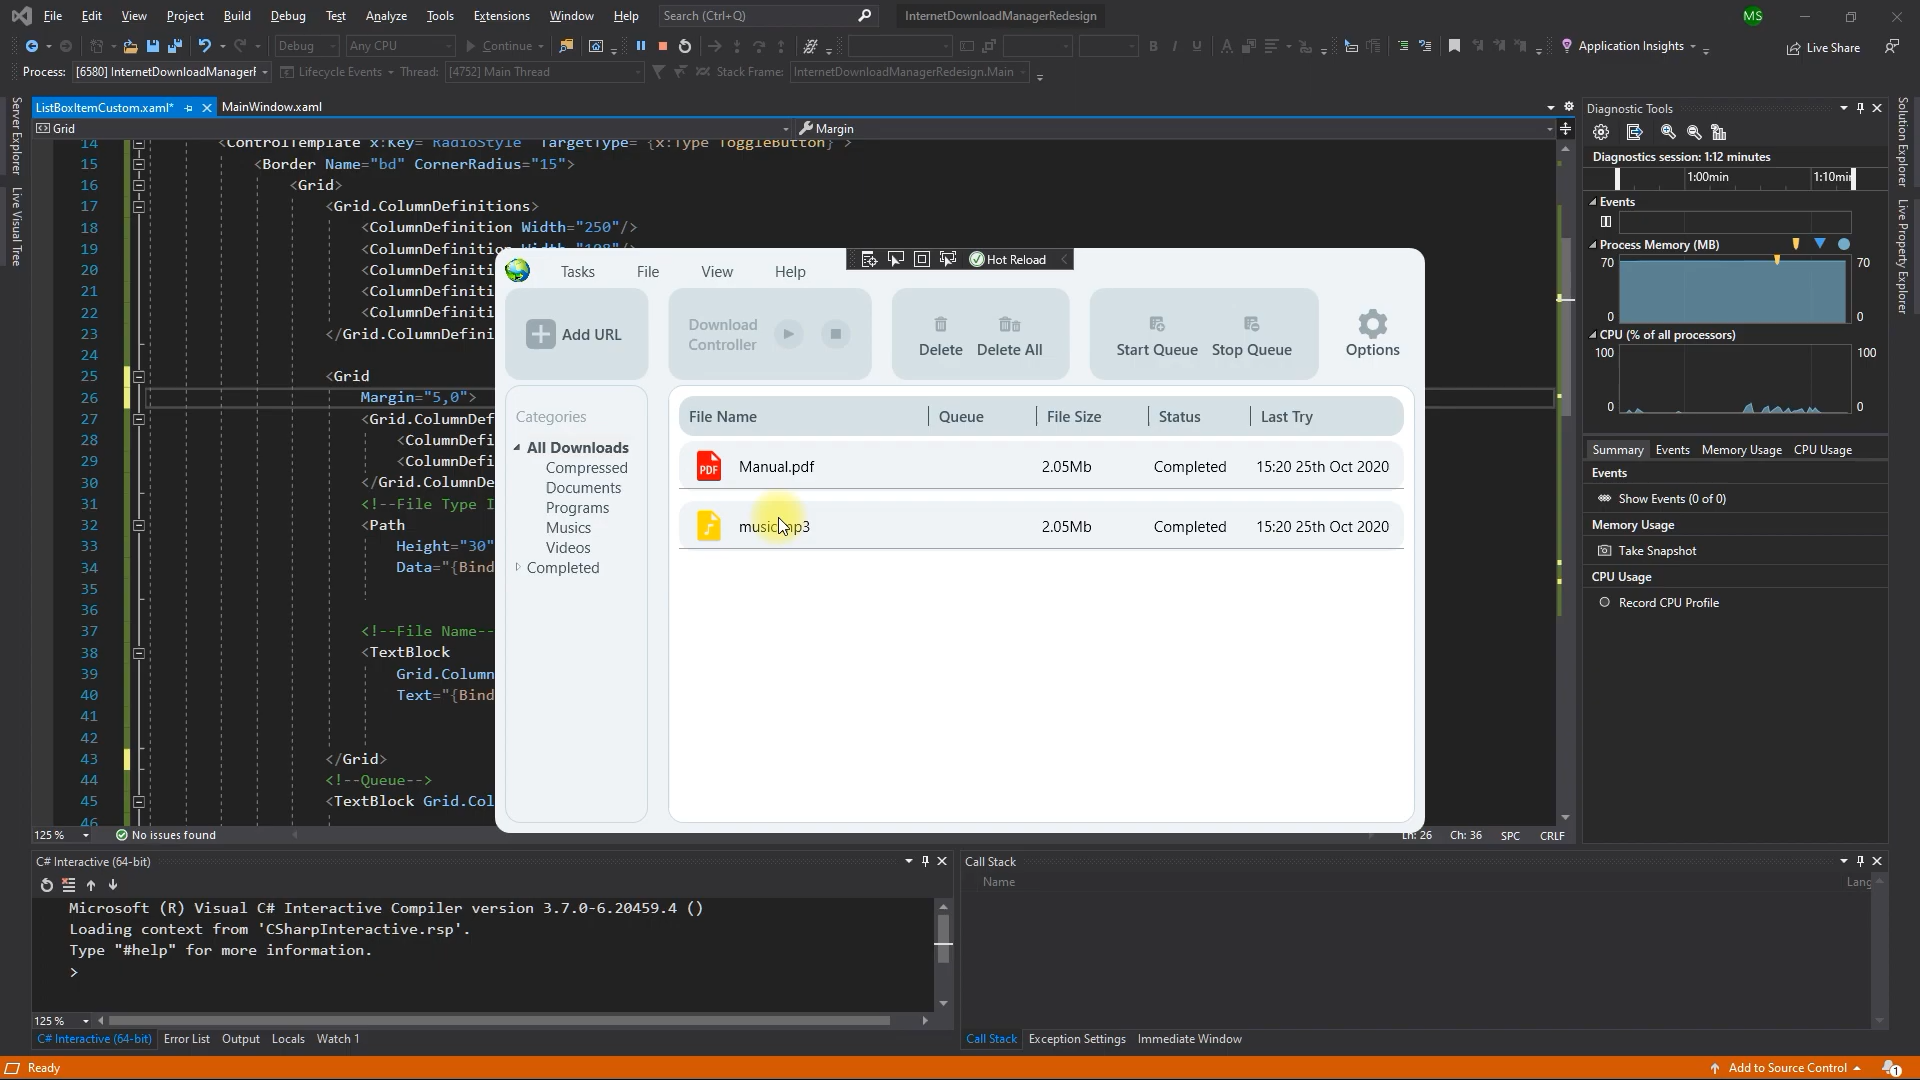 File Edit View Project Build Debug Test Analyze Tools Extensions Window Help Search (Ctrl+Q) InternetDownloadManagerRedesign MS
Debug Any CPU Continue Application Insights Live Share
Process: [6580] InternetDownloadManagerF Lifecycle Events Thread: [4752] Main Thread Stack Frame: InternetDownloadManagerRedesign.Main
Server Explorer
Live Visual Tree
ListBoxItemCustom.xaml* MainWindow.xaml
Grid Margin
14 <ControlTemplate x:Key="RadioStyle" TargetType="{x:Type ToggleButton}">
15 <Border Name="bd" CornerRadius="15">
16 <Grid>
17 <Grid.ColumnDefinitions>
18 <ColumnDefinition Width="250"/>
19 <ColumnDefinition Width="108"/>
20 <ColumnDefiniti
21 <ColumnDefiniti
22 <ColumnDefiniti
23 </Grid.ColumnDefini
24
25 <Grid
26 Margin="5,0">
27 <Grid.ColumnDef
28 <ColumnDefi
29 <ColumnDefi
30 </Grid.ColumnDe
31 <!--File Type I
32 <Path
33 Height="30"
34 Data="{Bind
35
36
37 <!--File Name--
38 <TextBlock
39 Grid.Column
40 Text="{Bind
41
42
43 </Grid>
44 <!--Queue-->
45 <TextBlock Grid.Col
46
125 % No issues found Ln: 26 Ch: 36 SPC CRLF
Hot Reload
Tasks File View Help
Add URL
Download
Controller
Delete Delete All
Start Queue Stop Queue
Options
Categories
All Downloads
Compressed
Documents
Programs
Musics
Videos
Completed
File Name Queue File Size Status Last Try
PDF Manual.pdf 2.05Mb Completed 15:20 25th Oct 2020
music.mp3 2.05Mb Completed 15:20 25th Oct 2020
Diagnostic Tools
Diagnostics session: 1:12 minutes
1:00min 1:10min
Events
Process Memory (MB)
70 70
0 0
CPU (% of all processors)
100 100
0 0
Summary Events Memory Usage CPU Usage
Events
Show Events (0 of 0)
Memory Usage
Take Snapshot
CPU Usage
Record CPU Profile
Solution Explorer
Live Property Explorer
C# Interactive (64-bit)
Microsoft (R) Visual C# Interactive Compiler version 3.7.0-6.20459.4 ()
Loading context from 'CSharpInteractive.rsp'.
Type "#help" for more information.
>
125 %
C# Interactive (64-bit) Error List Output Locals Watch 1
Call Stack
Name Lang
Call Stack Exception Settings Immediate Window
Ready Add to Source Control 1